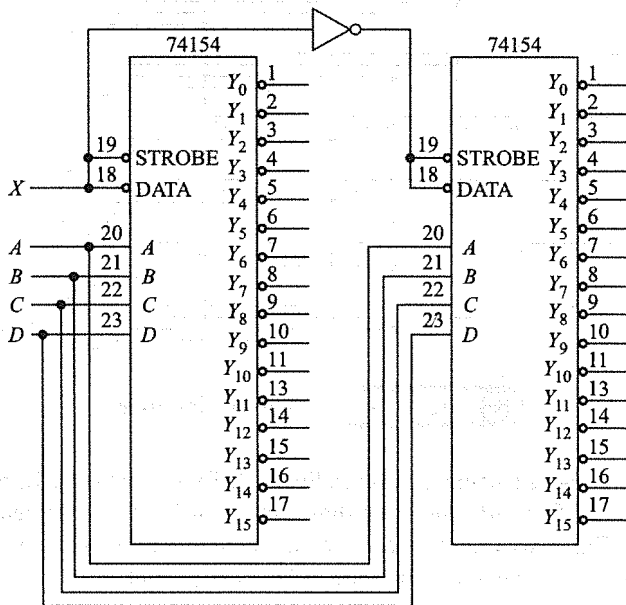 74154
74154
Y0 1
Y1 2
Y2 3
Y3 4
Y4 5
Y5 6
Y6 7
Y7 8
Y8 9
Y9 10
Y10 11
Y11 13
Y12 14
Y13 15
Y14 16
Y15 17
19 STROBE
X 18 DATA
A 20 A
B 21 B
C 22 C
D 23 D
Y0 1
Y1 2
Y2 3
Y3 4
Y4 5
Y5 6
Y6 7
Y7 8
Y8 9
Y9 10
Y10 11
Y11 13
Y12 14
Y13 15
Y14 16
Y15 17
19 STROBE
18 DATA
20 A
21 B
22 C
23 D